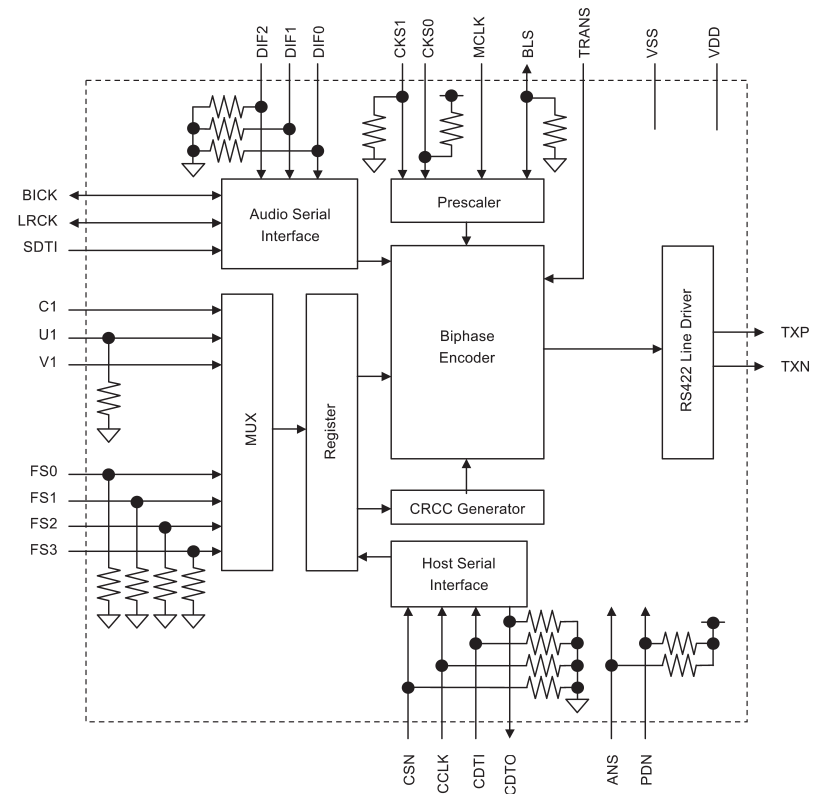 DIF2
DIF1
DIF0
CKS1
CKS0
MCLK
BLS
TRANS
VSS
VDD
BICK
LRCK
SDTI
Audio Serial
Interface
Prescaler
C1
U1
V1
Biphase
Encoder
RS422 Line Driver
TXP
TXN
MUX
Register
FS0
FS1
FS2
FS3
CRCC Generator
Host Serial
Interface
CSN
CCLK
CDTI
CDTO
ANS
PDN